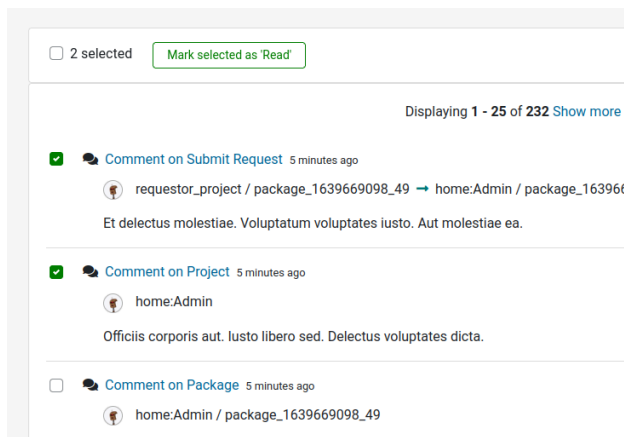 2 selected Mark selected as 'Read'
Displaying 1 - 25 of 232 Show more
Comment on Submit Request 5 minutes ago
requestor_project / package_1639669098_49 → home:Admin / package_16396
Et delectus molestiae. Voluptatum voluptates iusto. Aut molestiae ea.
Comment on Project 5 minutes ago
home:Admin
Officiis corporis aut. Iusto libero sed. Delectus voluptates dicta.
Comment on Package 5 minutes ago
home:Admin / package_1639669098_49